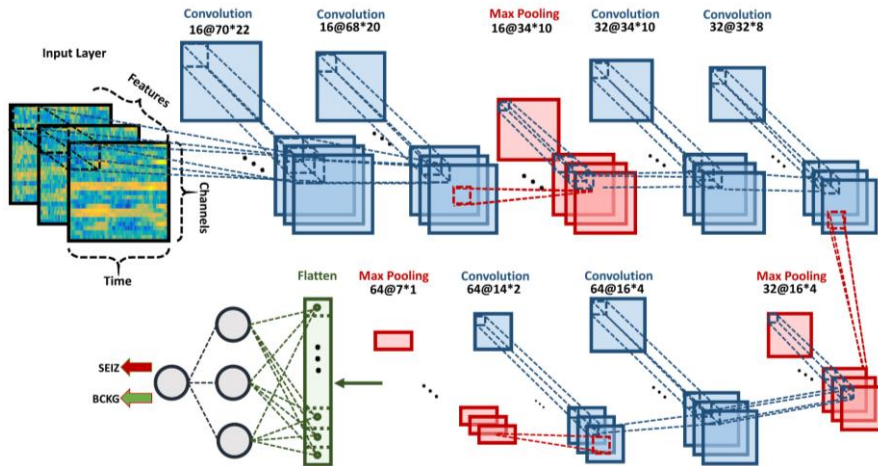 Convolution
16@70*22
Convolution
16@68*20
Max Pooling
16@34*10
Convolution
32@34*10
Convolution
32@32*8
Input Layer
Features
Channels
Time
Flatten
Max Pooling
64@7*1
Convolution
64@14*2
Convolution
64@16*4
Max Pooling
32@16*4
SEIZ
BCKG